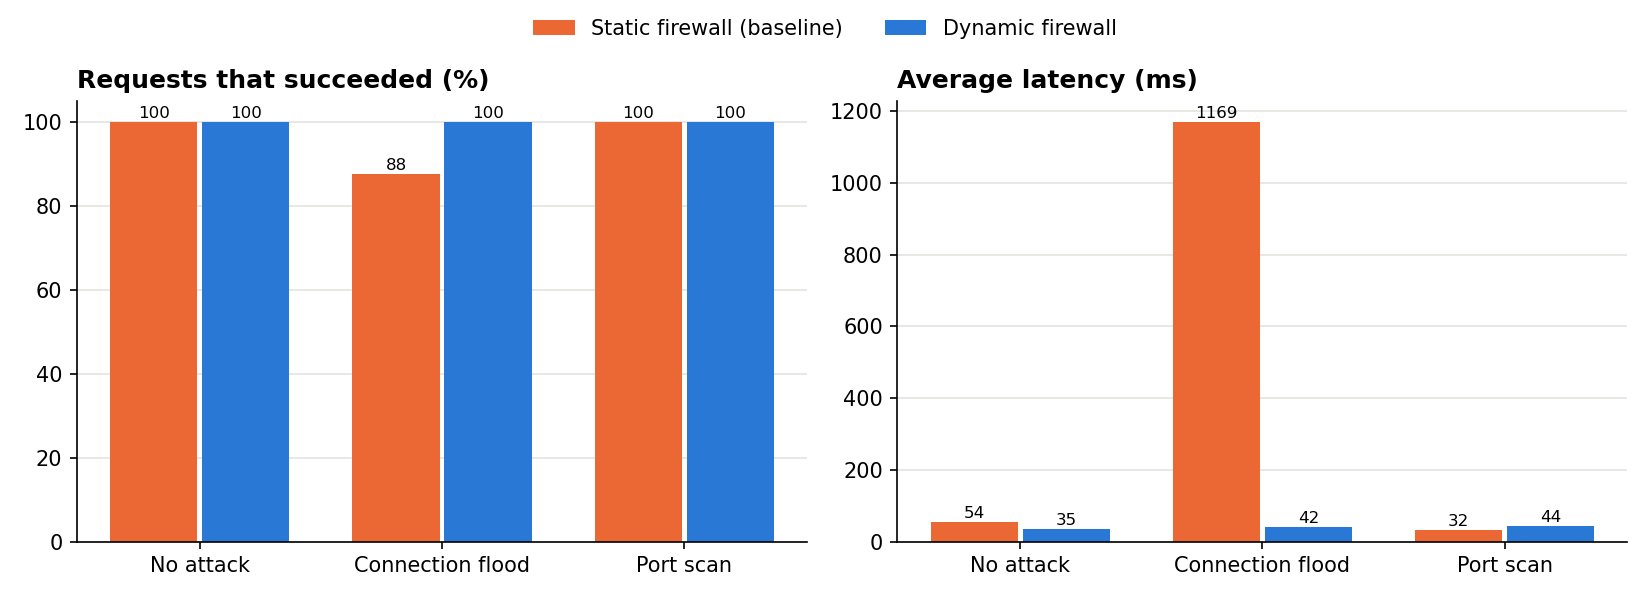 Static firewall (baseline) Dynamic firewall
Requests that succeeded (%)
100 100 88 100 100 100
100
80
60
40
20
0
No attack Connection flood Port scan
Average latency (ms)
1169
54 35 42 32 44
1200
1000
800
600
400
200
0
No attack Connection flood Port scan